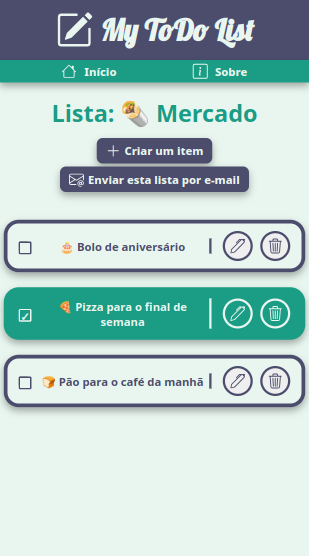 My ToDo List
Início Sobre
Lista: 🌯 Mercado
Criar um item
Enviar esta lista por e-mail
🎂 Bolo de aniversário
🍕 Pizza para o final de
semana
🍞 Pão para o café da manhã